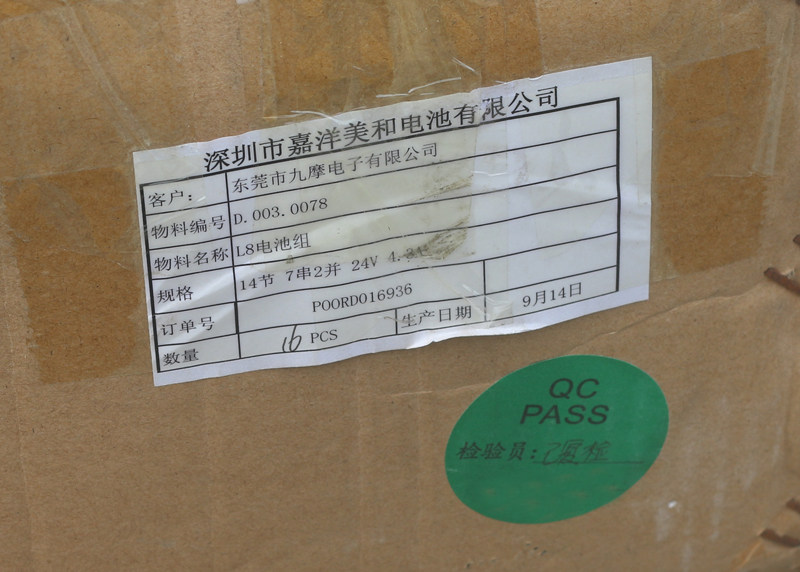 深圳市嘉洋美和电池有限公司
客户: 东莞市九摩电子有限公司
物料编号 D.003.0078
物料名称 L8电池组
规格 14节 7串2并 24V
订单号 POORD016936
数量 16 PCS 生产日期 9月14日
QC
PASS
检验员: